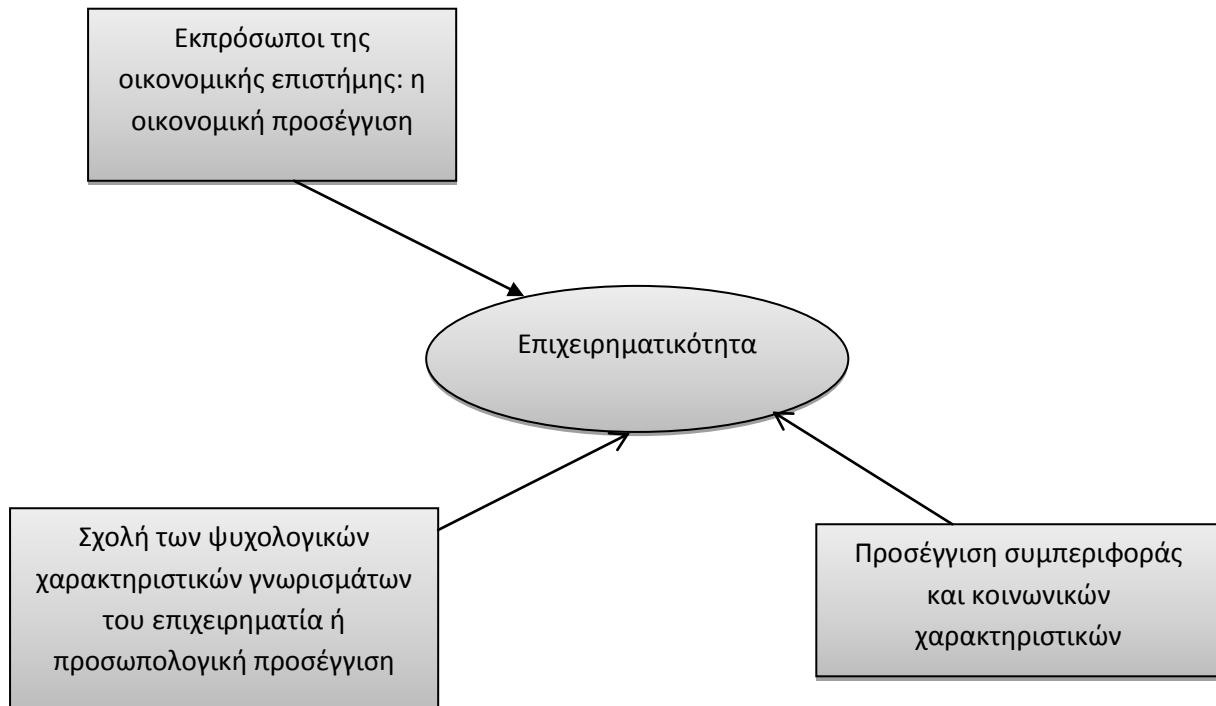 Εκπρόσωποι της
οικονομικής επιστήμης: η
οικονομική προσέγγιση
Επιχειρηματικότητα
Σχολή των ψυχολογικών
χαρακτηριστικών γνωρισμάτων
του επιχειρηματία ή
προσωπολογική προσέγγιση
Προσέγγιση συμπεριφοράς
και κοινωνικών
χαρακτηριστικών